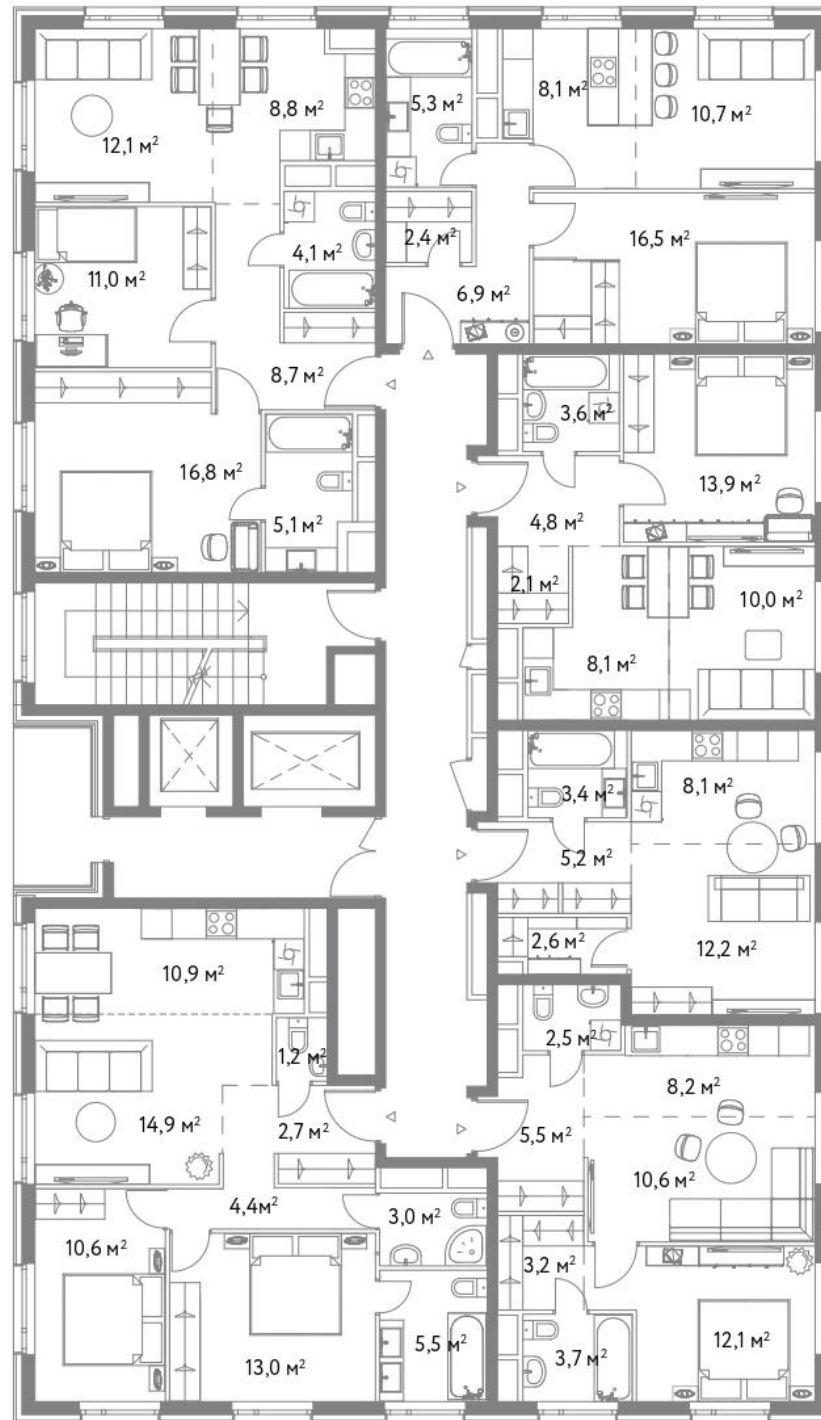 8,8 м²
12,1 м²
11,0 м²
4,1 м²
8,7 м²
16,8 м²
5,1 м²
5,3 м²
8,1 м²
10,7 м²
2,4 м²
16,5 м²
6,9 м²
3,6 м²
13,9 м²
4,8 м²
2,1 м²
10,0 м²
8,1 м²
3,4 м²
8,1 м²
5,2 м²
2,6 м²
12,2 м²
10,9 м²
1,2 м²
14,9 м²
2,7 м²
4,4м²
3,0 м²
10,6 м²
13,0 м²
5,5 м²
2,5 м²
8,2 м²
5,5 м²
10,6 м²
3,2 м²
3,7 м²
12,1 м²